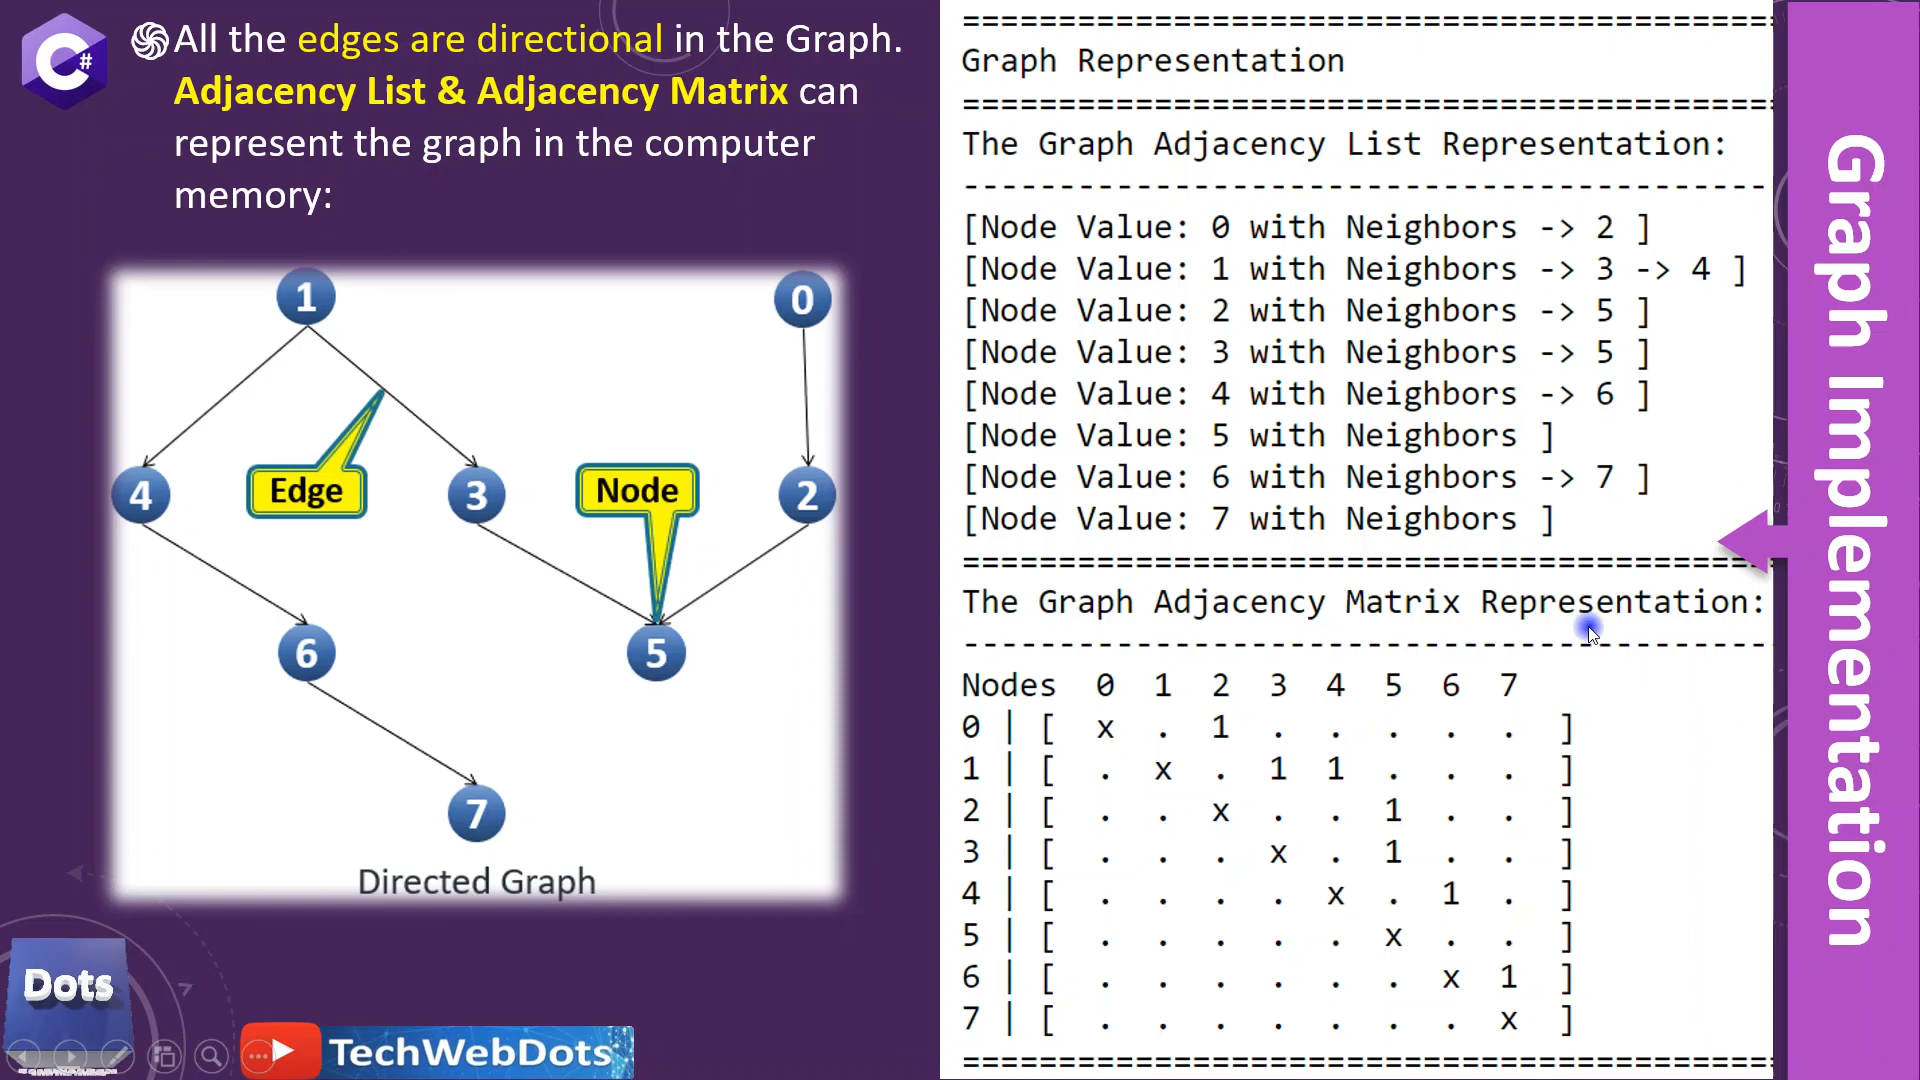 C#
All the edges are directional in the Graph.
Adjacency List & Adjacency Matrix can
represent the graph in the computer
memory:
1
0
4
Edge
3
Node
2
6
5
7
Directed Graph
Dots
TechWebDots
============================================
Graph Representation
============================================
The Graph Adjacency List Representation:
------------------------------------------
[Node Value: 0 with Neighbors -> 2 ]
[Node Value: 1 with Neighbors -> 3 -> 4 ]
[Node Value: 2 with Neighbors -> 5 ]
[Node Value: 3 with Neighbors -> 5 ]
[Node Value: 4 with Neighbors -> 6 ]
[Node Value: 5 with Neighbors ]
[Node Value: 6 with Neighbors -> 7 ]
[Node Value: 7 with Neighbors ]
============================================
The Graph Adjacency Matrix Representation:
------------------------------------------
Nodes 0 1 2 3 4 5 6 7
0 | [ x . 1 . . . . . ]
1 | [ . x . 1 1 . . . ]
2 | [ . . x . . 1 . . ]
3 | [ . . . x . 1 . . ]
4 | [ . . . . x . 1 . ]
5 | [ . . . . . x . . ]
6 | [ . . . . . . x 1 ]
7 | [ . . . . . . . x ]
============================================
Graph Implementation